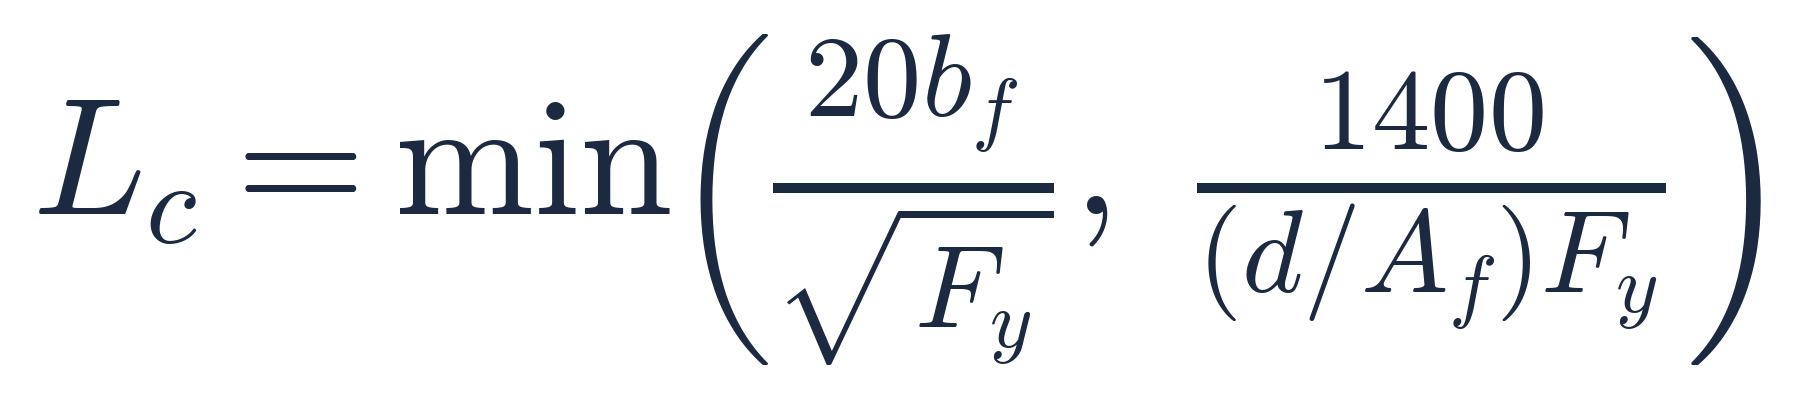 L_c = min( 20b_f / √F_y , 1400 / (d/A_f)F_y )